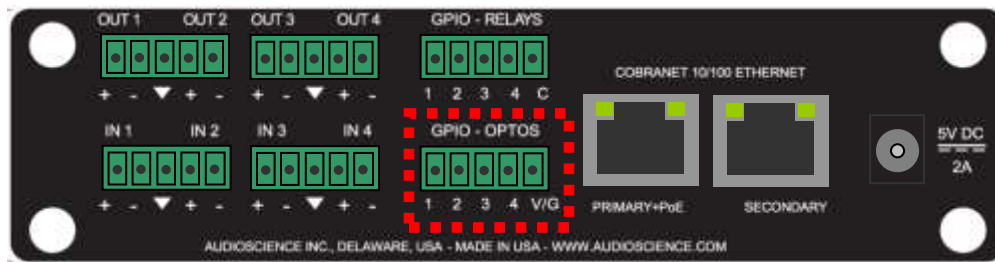 OUT 1 OUT 2 OUT 3 OUT 4 GPIO - RELAYS
COBRANET 10/100 ETHERNET
+ - ▼ + - + - ▼ + - 1 2 3 4 C
IN 1 IN 2 IN 3 IN 4 GPIO - OPTOS
5V DC
2A
+ - ▼ + - + - ▼ + - 1 2 3 4 V/G PRIMARY+PoE SECONDARY
AUDIOSCIENCE INC., DELAWARE, USA - MADE IN USA - WWW.AUDIOSCIENCE.COM